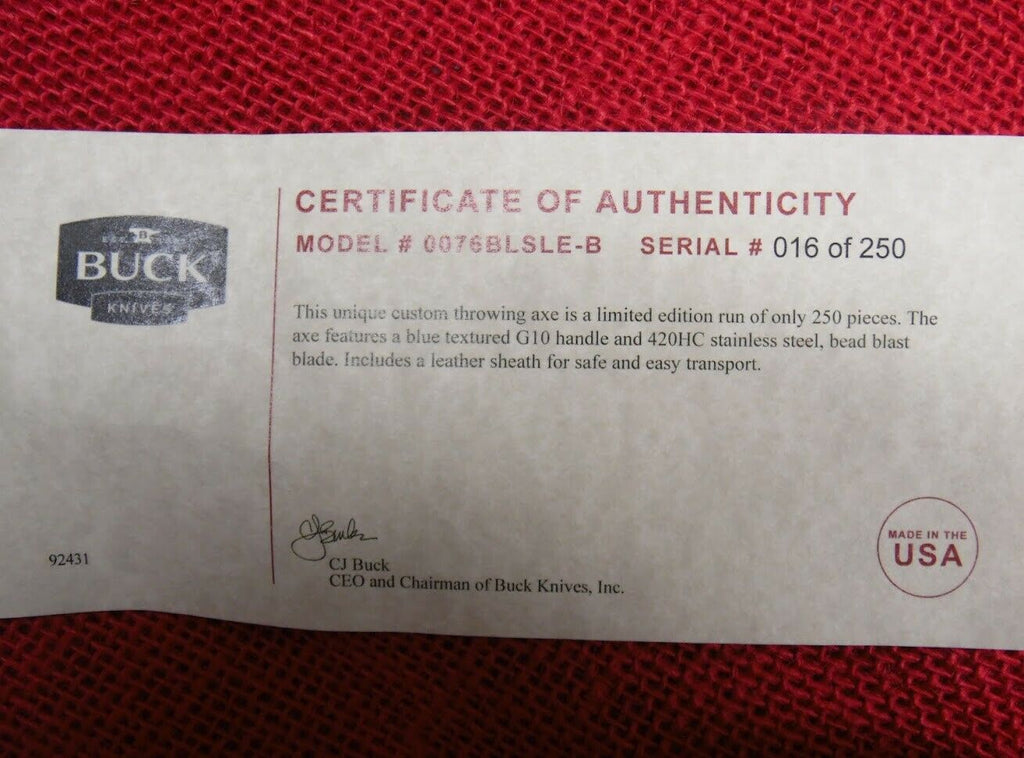 B
BUCK
KNIVES
CERTIFICATE OF AUTHENTICITY
MODEL # 0076BLSLE-B SERIAL # 016 of 250
This unique custom throwing axe is a limited edition run of only 250 pieces. The
axe features a blue textured G10 handle and 420HC stainless steel, bead blast
blade. Includes a leather sheath for safe and easy transport.
CJ Buck
CEO and Chairman of Buck Knives, Inc.
92431
MADE IN THE
USA